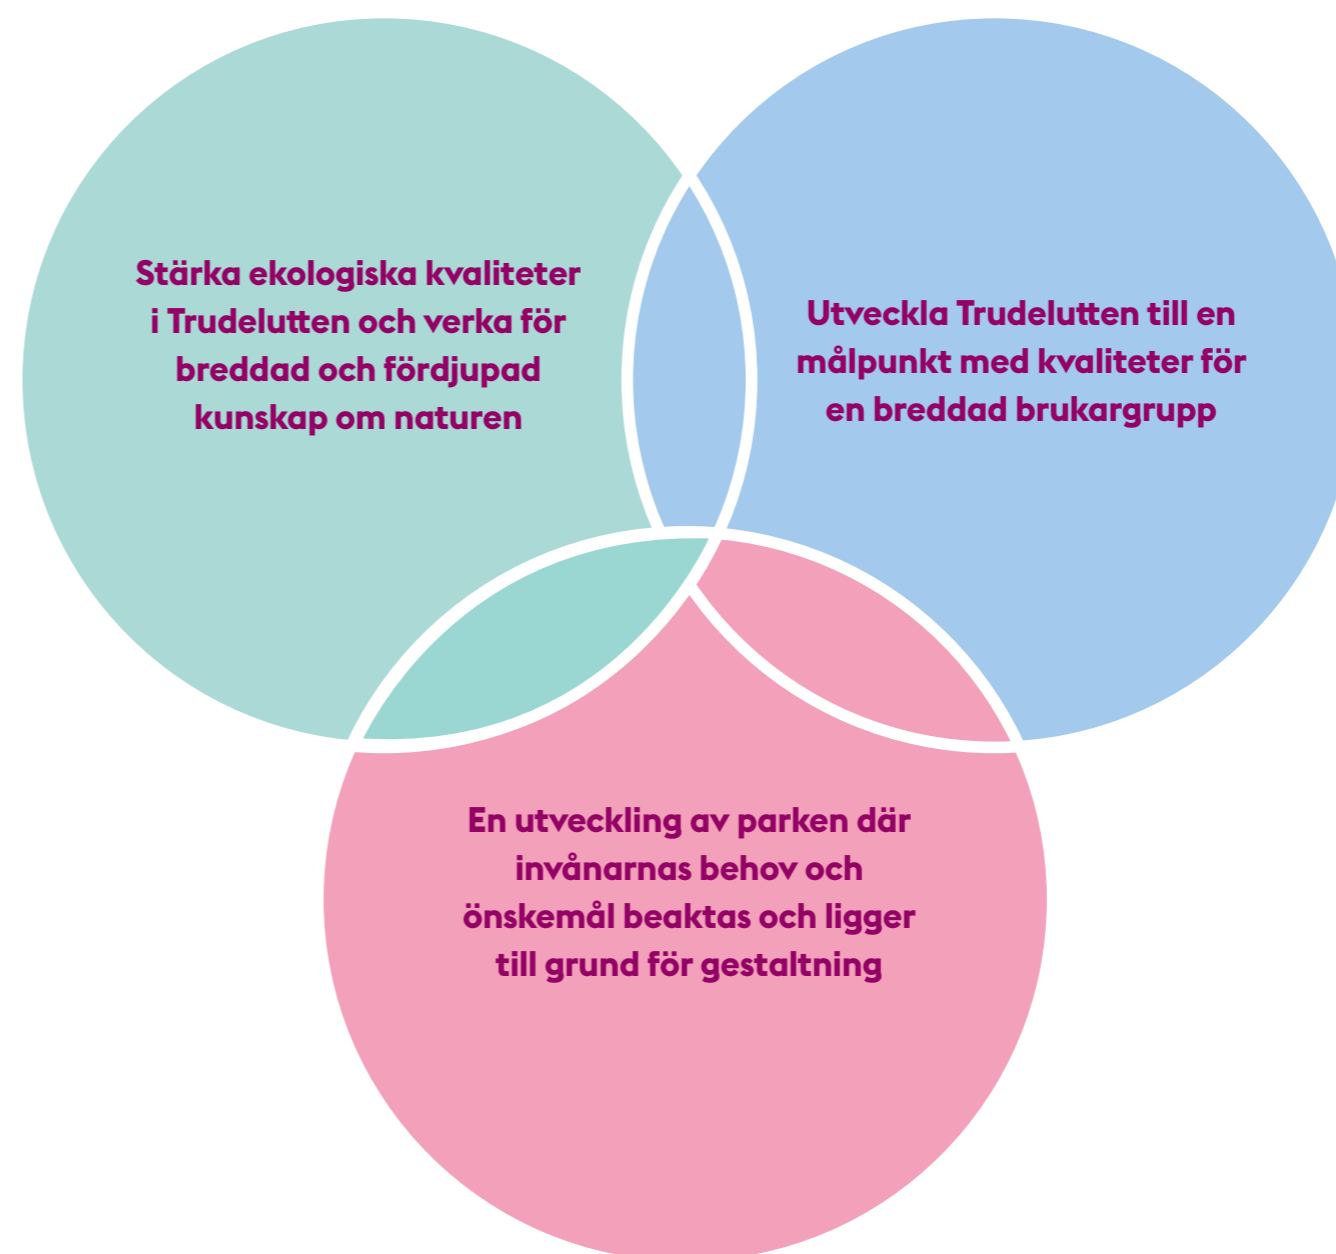 Stärka ekologiska kvaliteter
i Trudelutten och verka för
breddad och fördjupad
kunskap om naturen
Utveckla Trudelutten till en
målpunkt med kvaliteter för
en breddad brukargrupp
En utveckling av parken där
invånarnas behov och
önskemål beaktas och ligger
till grund för gestaltning